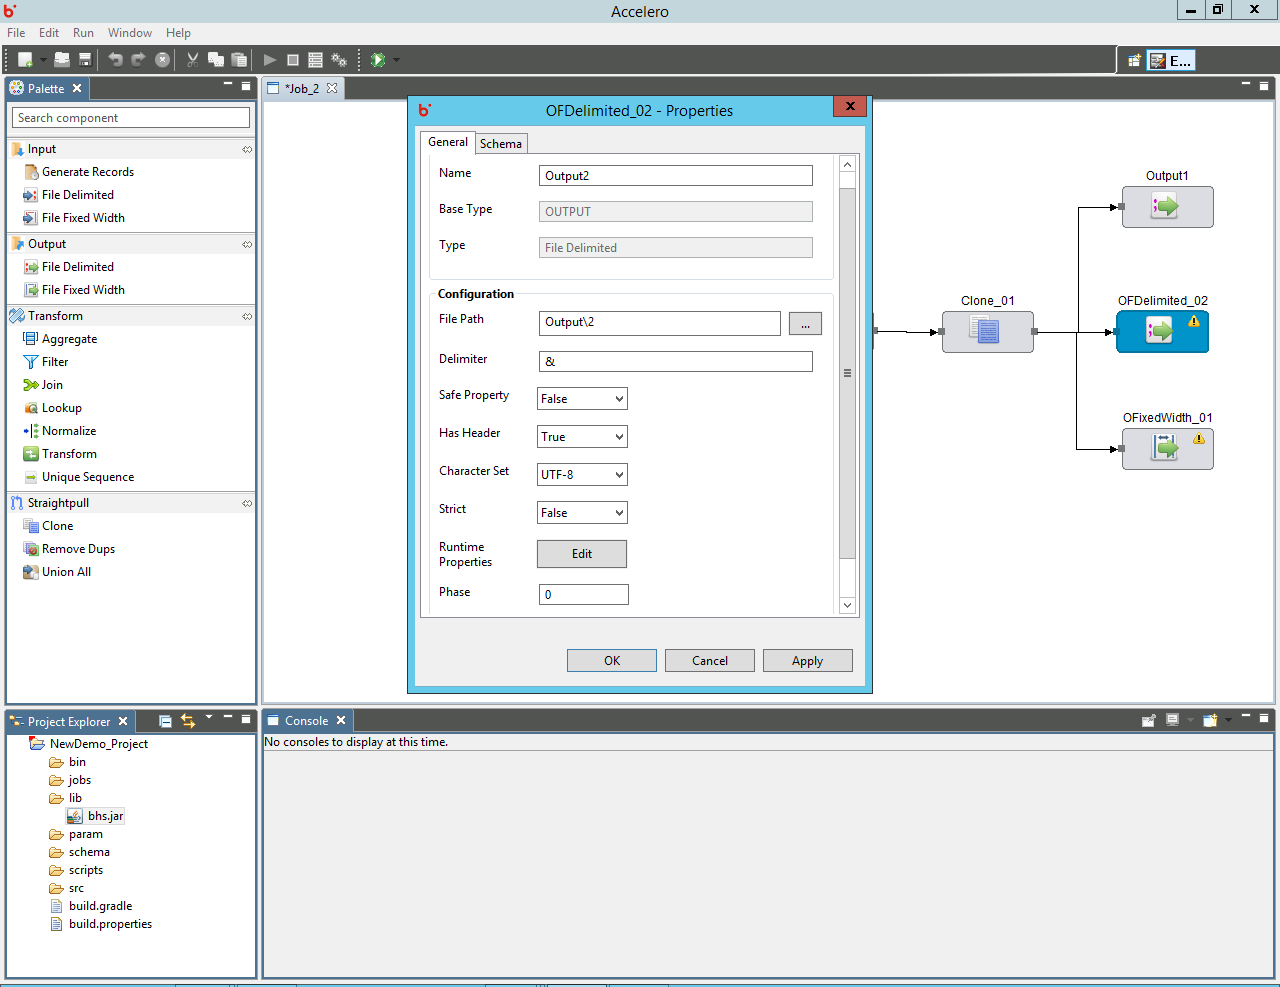 Accelero
File Edit Run Window Help
E...
Palette
Search component
Input
Generate Records
File Delimited
File Fixed Width
Output
File Delimited
File Fixed Width
Transform
Aggregate
Filter
Join
Lookup
Normalize
Transform
Unique Sequence
Straightpull
Clone
Remove Dups
Union All
*Job_2
OFDelimited_02 - Properties
General Schema
Name Output2
Base Type OUTPUT
Type File Delimited
Configuration
File Path Output\2 ...
Delimiter &
Safe Property False
Has Header True
Character Set UTF-8
Strict False
Runtime
Properties
Edit
Phase 0
OK Cancel Apply
Output1
Clone_01
OFDelimited_02
OFixedWidth_01
Project Explorer
NewDemo_Project
bin
jobs
lib
bhs.jar
param
schema
scripts
src
build.gradle
build.properties
Console
No consoles to display at this time.